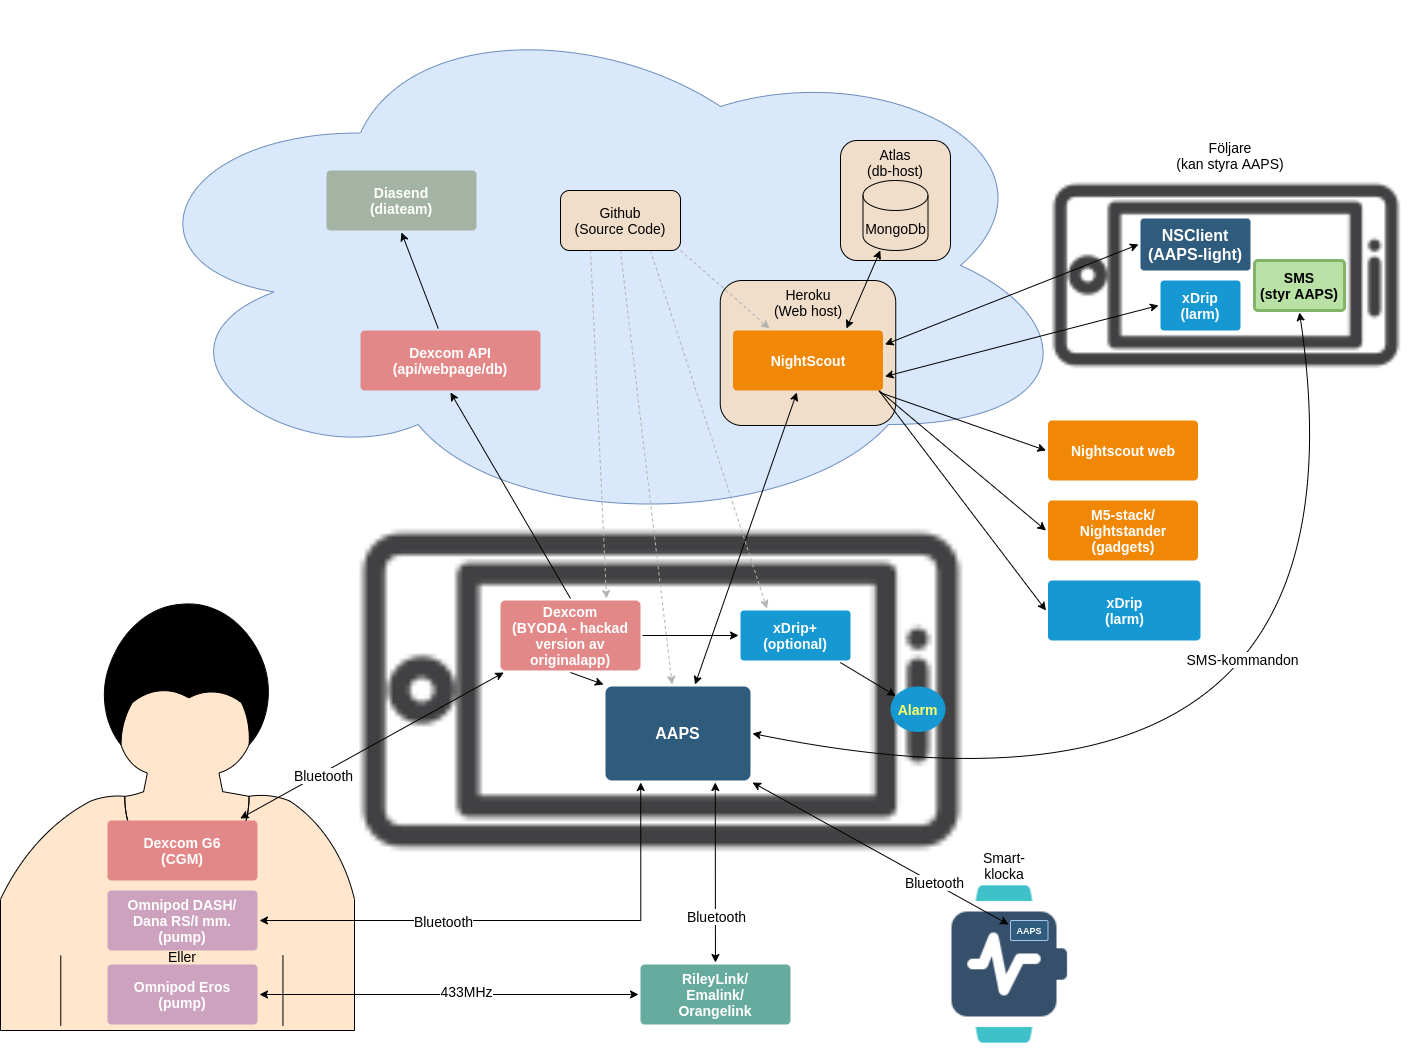 Atlas
(db-host)
MongoDb
Följare
(kan styra AAPS)
Diasend
(diateam)
Github
(Source Code)
NSClient
(AAPS-light)
SMS
(styr AAPS)
xDrip
(larm)
Heroku
(Web host)
NightScout
Dexcom API
(api/webpage/db)
Nightscout web
M5-stack/
Nightstander
(gadgets)
xDrip
(larm)
SMS-kommandon
Dexcom
(BYODA - hackad
version av
originalapp)
xDrip+
(optional)
Alarm
AAPS
Bluetooth
Dexcom G6
(CGM)
Omnipod DASH/
Dana RS/I mm.
(pump)
Eller
Omnipod Eros
(pump)
Bluetooth
433MHz
Bluetooth
RileyLink/
Emalink/
Orangelink
Bluetooth
Smart-
klocka
AAPS